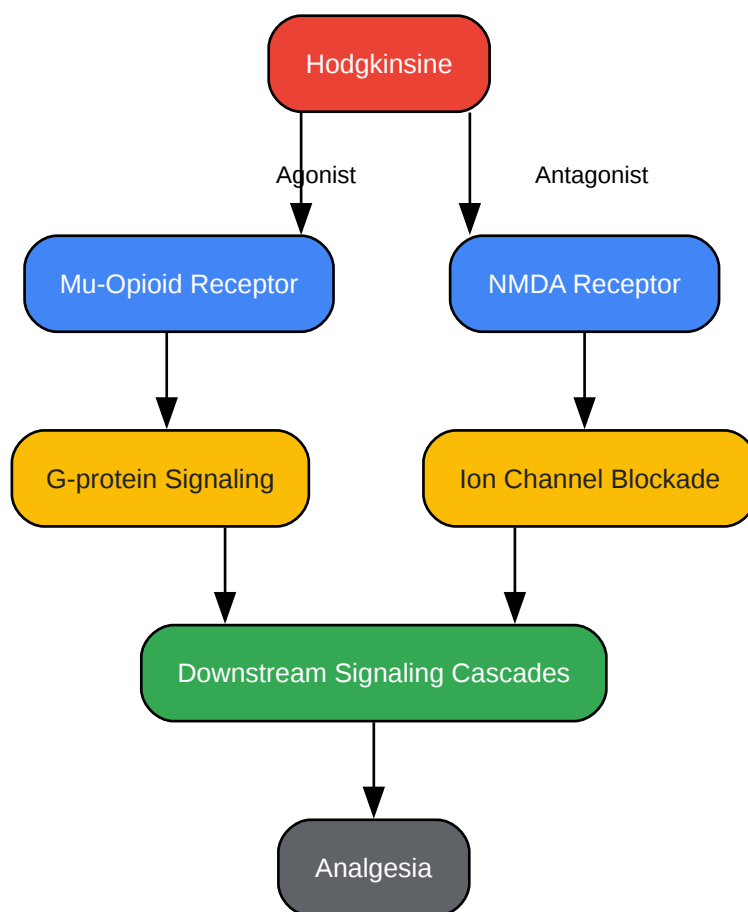 Hodgkinsine
Agonist
Antagonist
Mu-Opioid Receptor
NMDA Receptor
G-protein Signaling
Ion Channel Blockade
Downstream Signaling Cascades
Analgesia